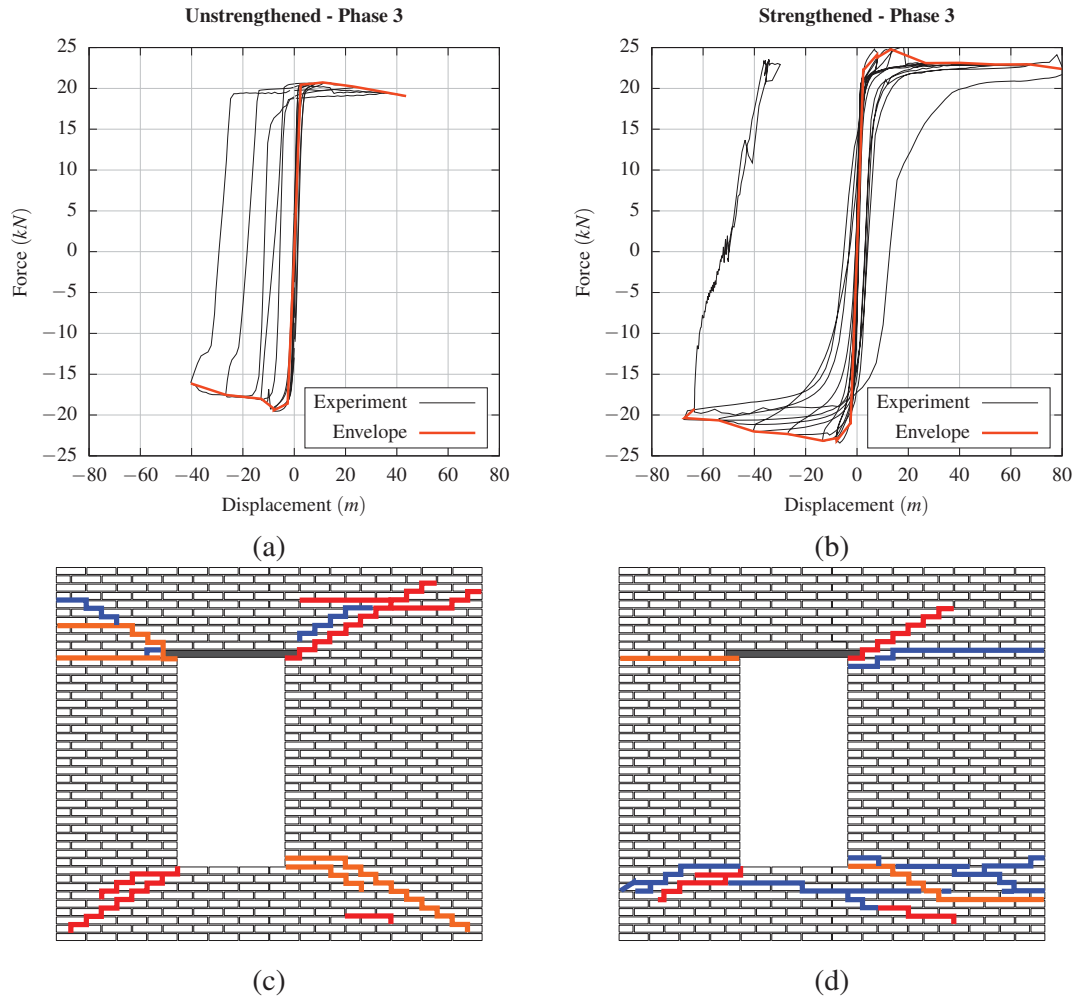 Unstrengthened - Phase 3
25
20
15
10
5
0
−5
−10
−15
−20
−25
−80 −60 −40 −20 0 20 40 60 80
Force (kN)
Displacement (m)
Experiment
Envelope
(a)
Strengthened - Phase 3
25
20
15
10
5
0
−5
−10
−15
−20
−25
−80 −60 −40 −20 0 20 40 60 80
Force (kN)
Displacement (m)
Experiment
Envelope
(b)
(c)
(d)